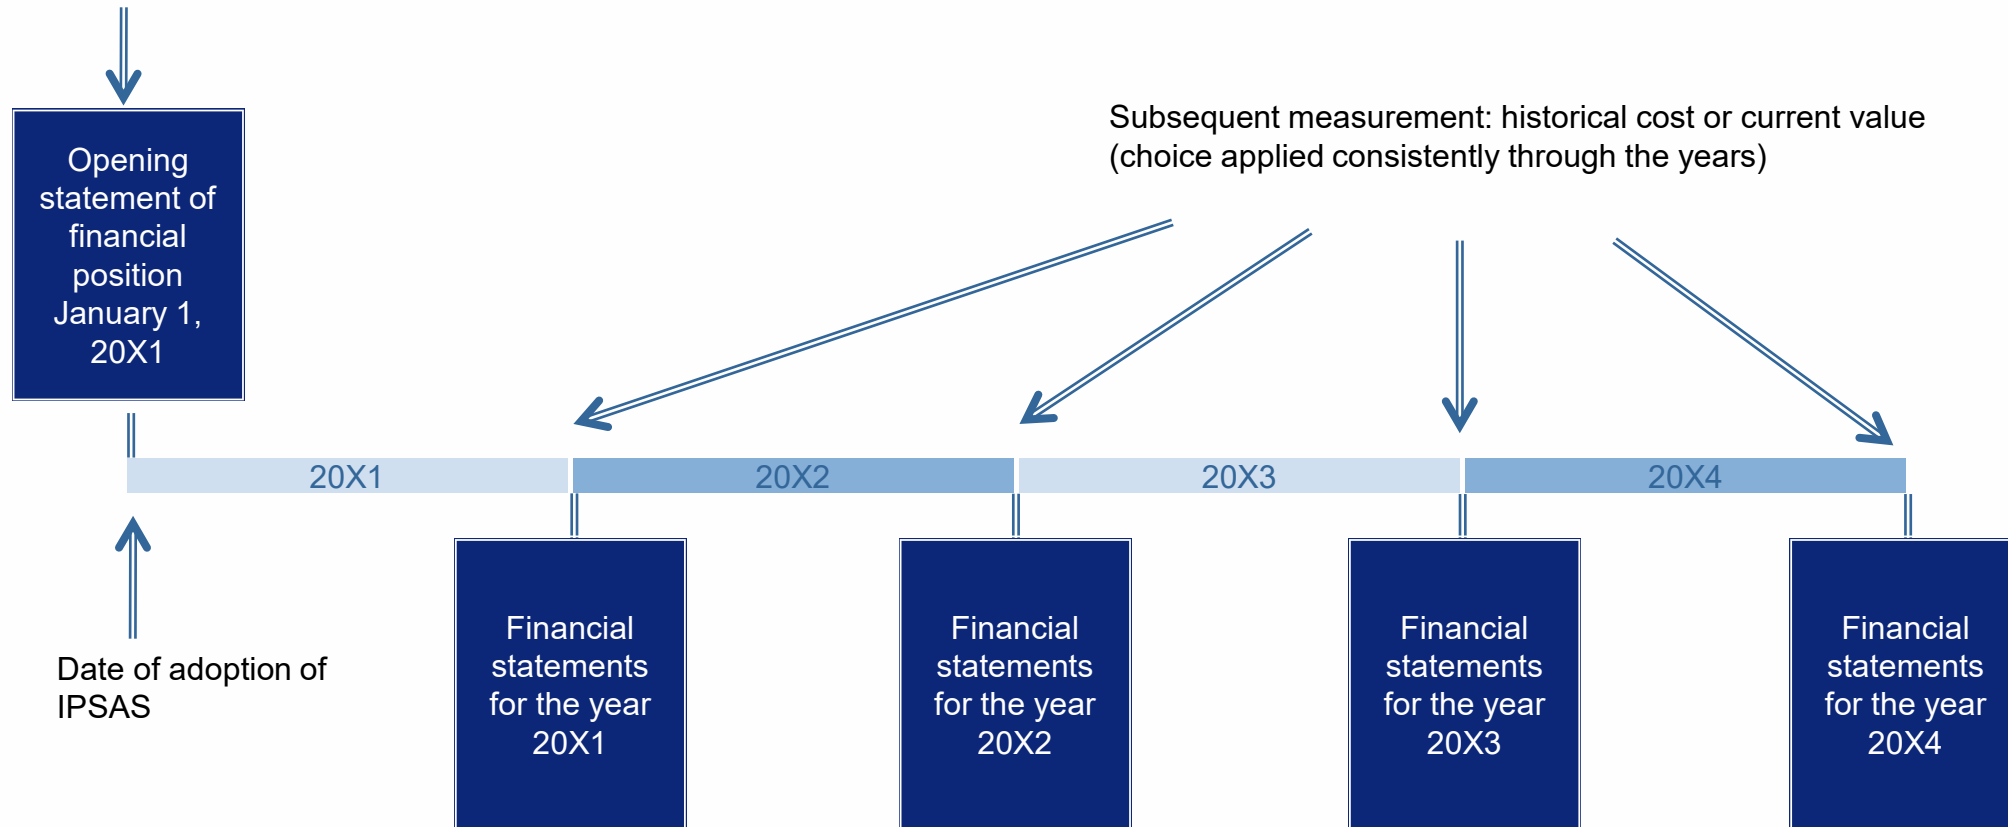 Opening
statement of
financial
position
January 1,
20X1
Subsequent measurement: historical cost or current value
(choice applied consistently through the years)
20X1
20X2
20X3
20X4
Date of adoption of
IPSAS
Financial
statements
for the year
20X1
Financial
statements
for the year
20X2
Financial
statements
for the year
20X3
Financial
statements
for the year
20X4